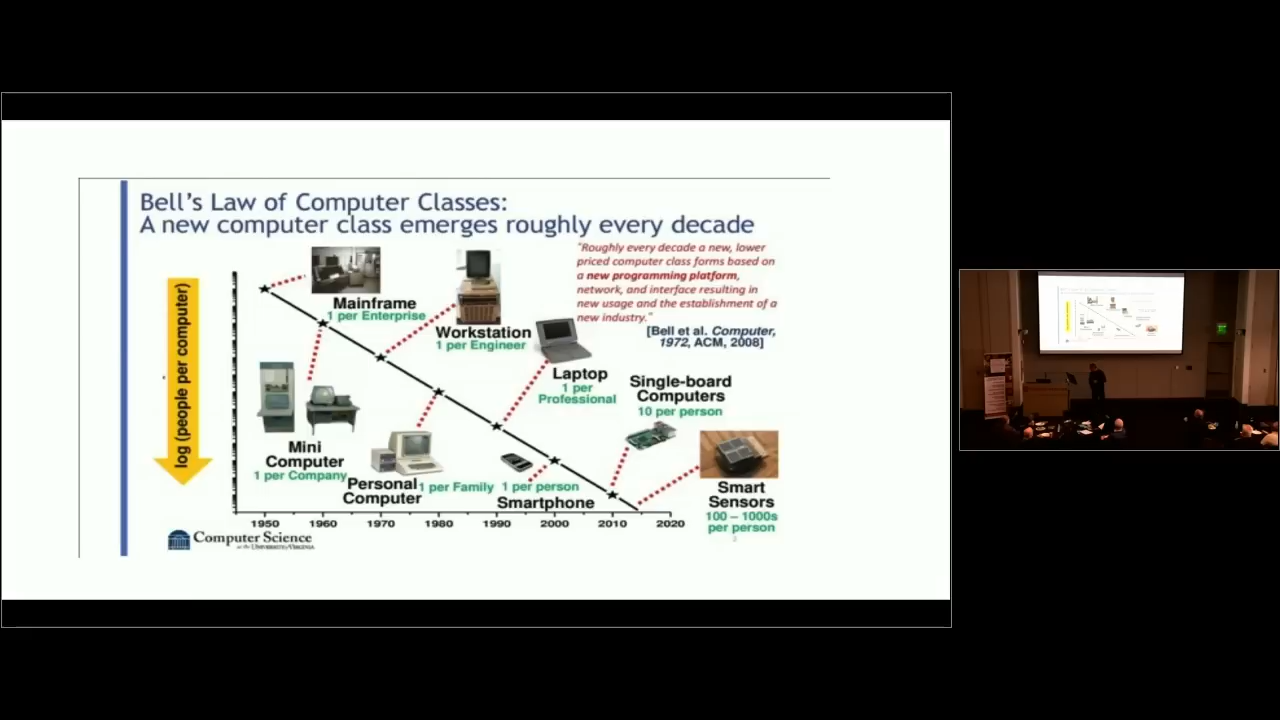 Bell's Law of Computer Classes:
A new computer class emerges roughly every decade
"Roughly every decade a new, lower
priced computer class forms based on
a new programming platform,
network, and interface resulting in
new usage and the establishment of a
new industry."
[Bell et al. Computer,
1972, ACM, 2008]
log (people per computer)
Mainframe
1 per Enterprise
Workstation
1 per Engineer
Laptop
1 per
Professional
Single-board
Computers
10 per person
Mini
Computer
1 per Company
Personal
Computer
1 per Family
1 per person
Smartphone
Smart
Sensors
100 – 1000s
per person
1950 1960 1970 1980 1990 2000 2010 2020
Computer Science
at the UNIVERSITY of VIRGINIA